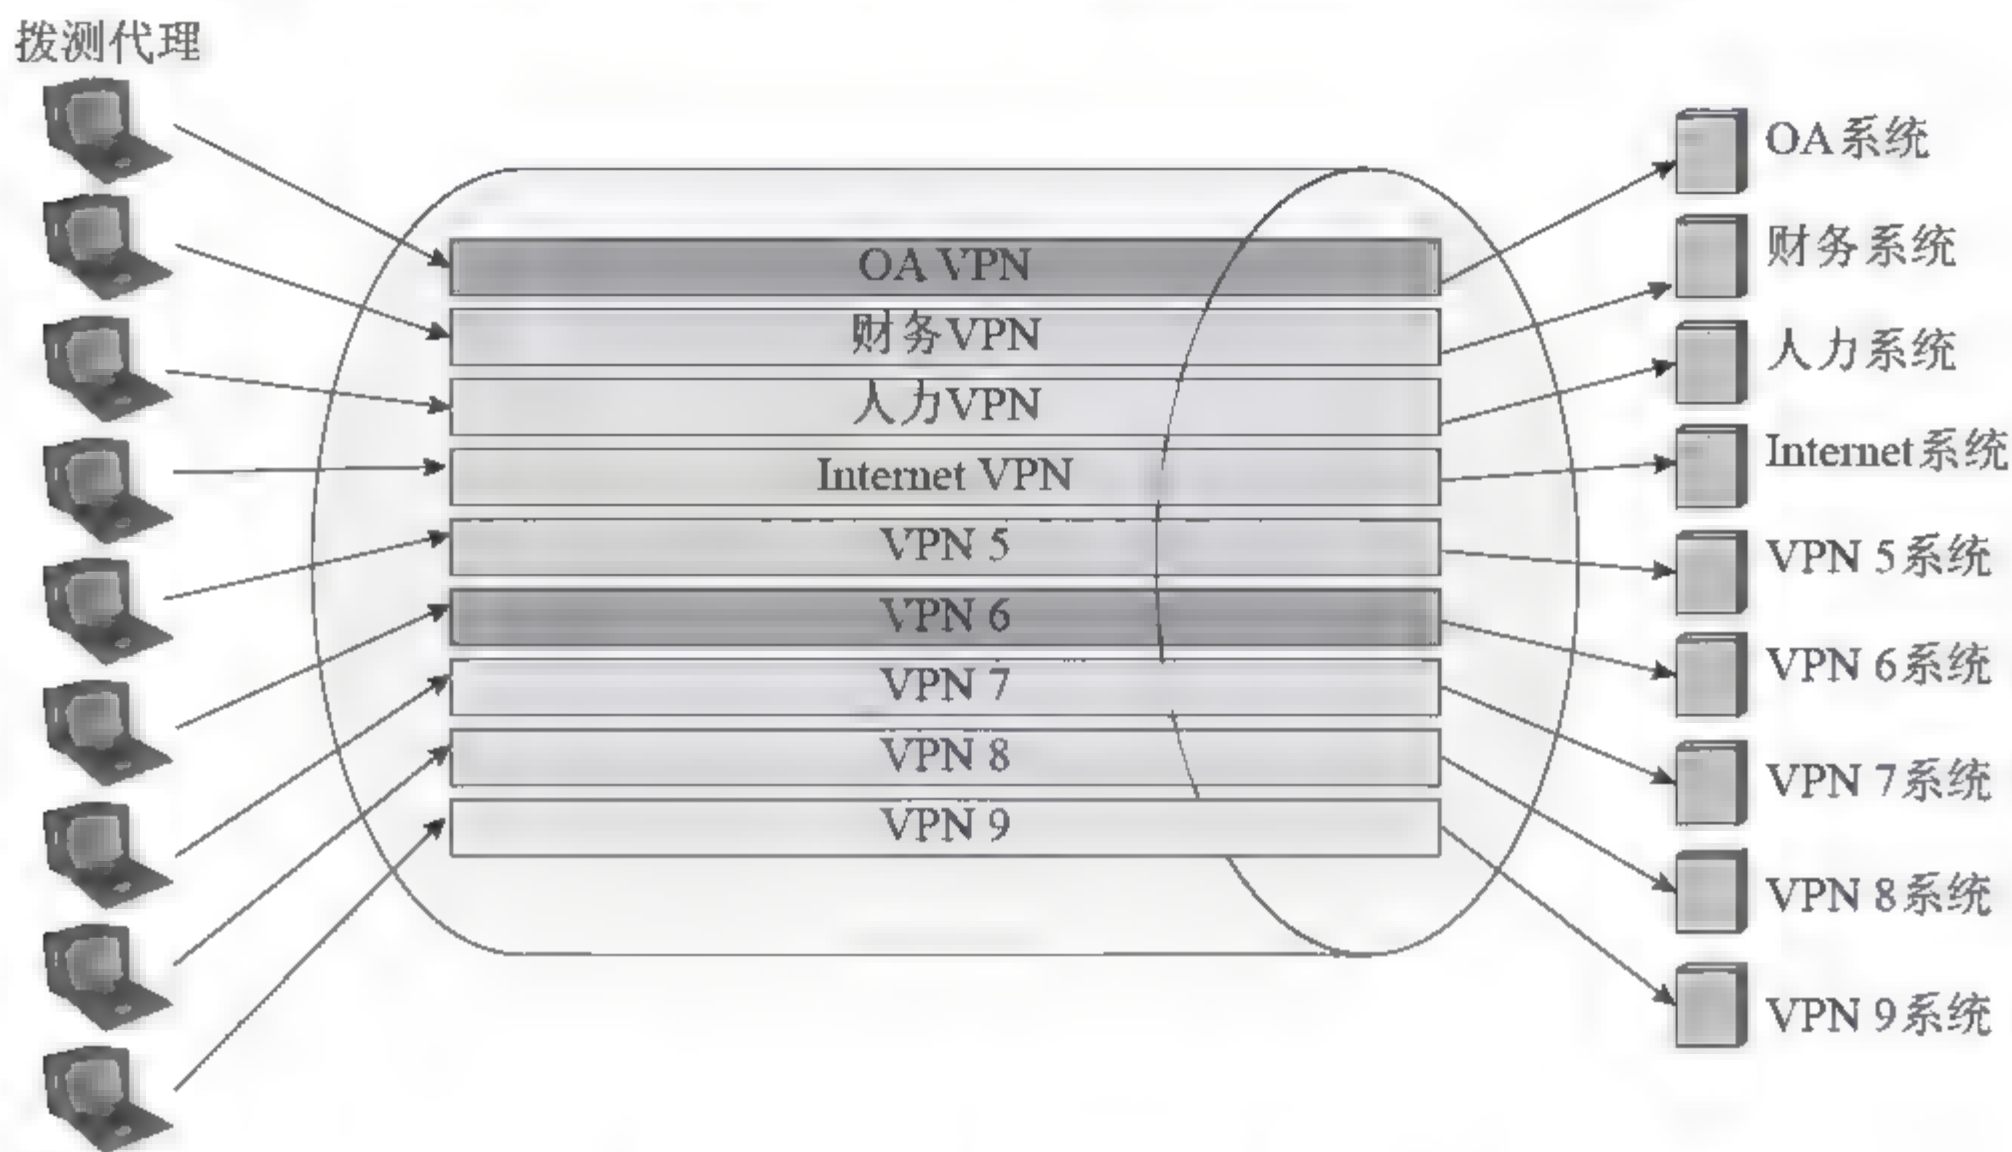 拨测代理
OA VPN
财务VPN
人力VPN
Internet VPN
VPN 5
VPN 6
VPN 7
VPN 8
VPN 9
OA系统
财务系统
人力系统
Internet系统
VPN 5系统
VPN 6系统
VPN 7系统
VPN 8系统
VPN 9系统